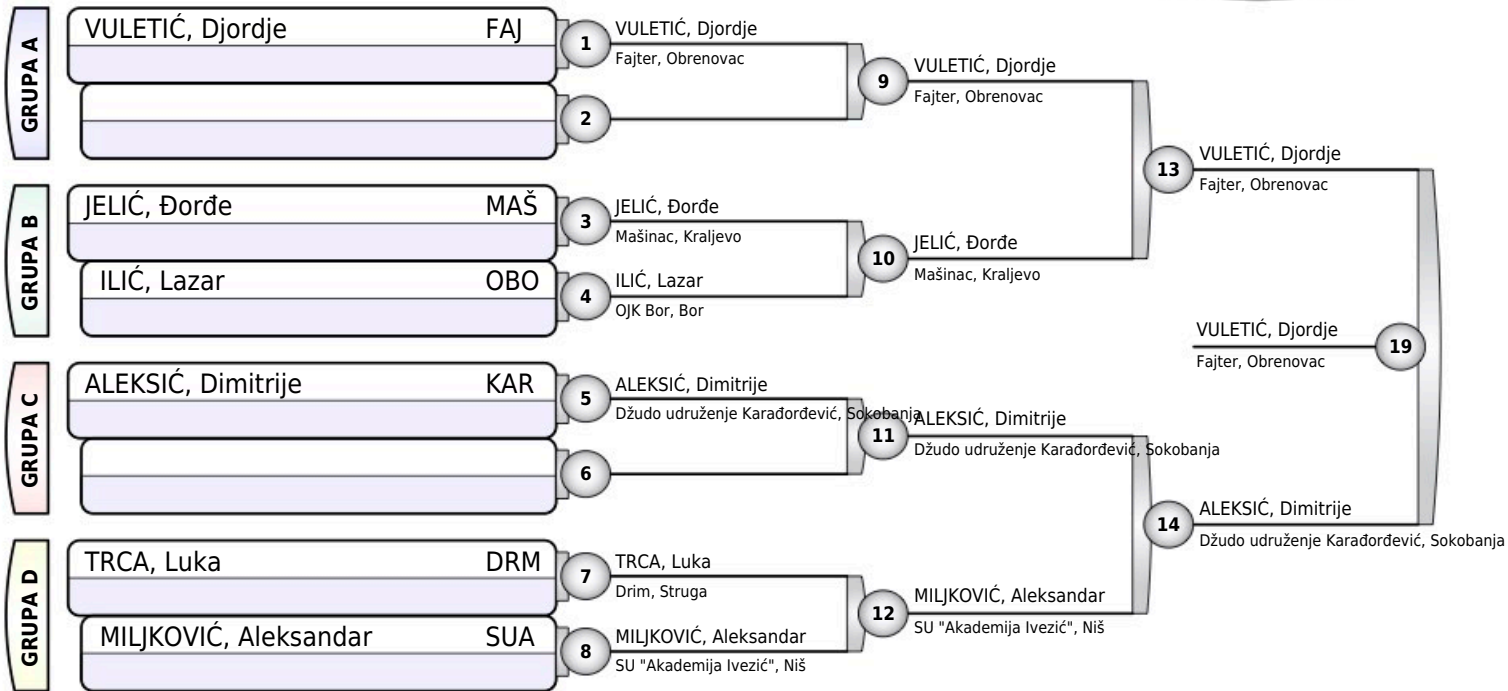 GRUPA A
VULETIĆ, Djordje FAJ
1
2
VULETIĆ, Djordje
Fajter, Obrenovac
9
VULETIĆ, Djordje
Fajter, Obrenovac
GRUPA B
JELIĆ, Đorđe MAŠ
ILIĆ, Lazar OBO
3
JELIĆ, Đorđe
Mašinac, Kraljevo
4
ILIĆ, Lazar
OJK Bor, Bor
10
JELIĆ, Đorđe
Mašinac, Kraljevo
13
VULETIĆ, Djordje
Fajter, Obrenovac
GRUPA C
ALEKSIĆ, Dimitrije KAR
5
ALEKSIĆ, Dimitrije
Džudo udruženje Karađorđević, Sokobanja
6
11
ALEKSIĆ, Dimitrije
Džudo udruženje Karađorđević, Sokobanja
GRUPA D
TRCA, Luka DRM
MILJKOVIĆ, Aleksandar SUA
7
TRCA, Luka
Drim, Struga
8
MILJKOVIĆ, Aleksandar
SU "Akademija Ivezić", Niš
12
MILJKOVIĆ, Aleksandar
SU "Akademija Ivezić", Niš
14
ALEKSIĆ, Dimitrije
Džudo udruženje Karađorđević, Sokobanja
VULETIĆ, Djordje
Fajter, Obrenovac
19